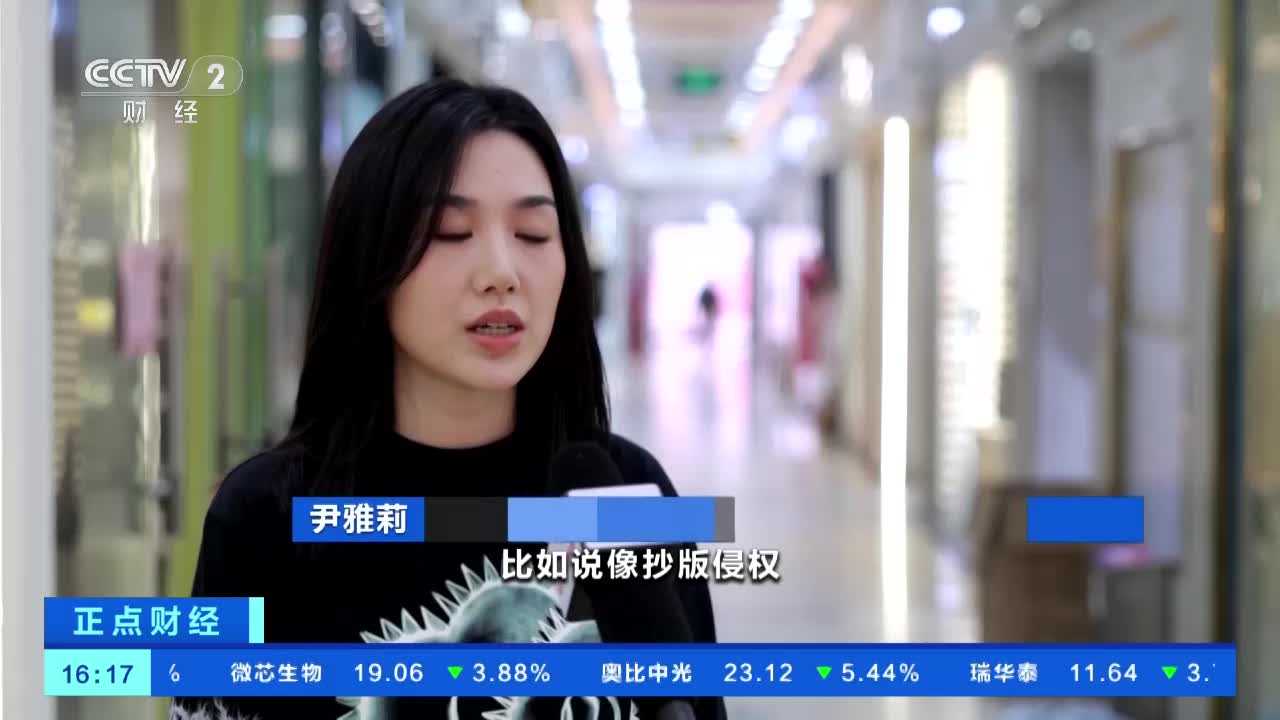 CCTV 2
财 经
尹雅莉
比如说像抄版侵权
正点财经
16:17 % 微芯生物 19.06 ▼3.88% 奥比中光 23.12 ▼5.44% 瑞华泰 11.64 ▼3.